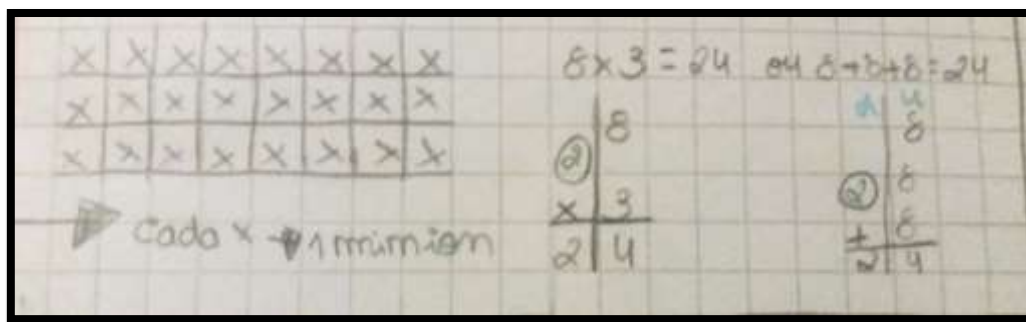 x x x x x x x x
x x x x x x x x
x x x x x x x x
cada x → 1 mimion
8x3=24 ou 8+8+8=24
8
2
x 3
2 4
d u
8
2 8
+ 8
2 4